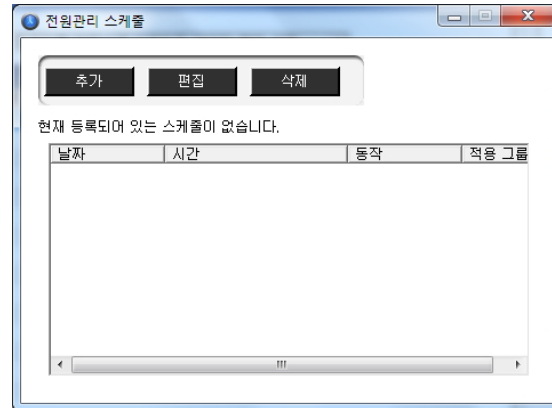 전원관리 스케줄
추가 편집 삭제
현재 등록되어 있는 스케줄이 없습니다.
날짜 시간 동작 적용 그룹